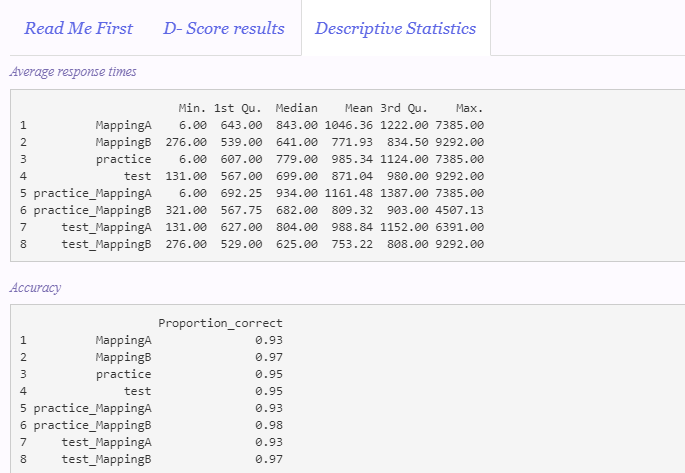 Read Me First D- Score results Descriptive Statistics
Average response times
Min. 1st Qu. Median Mean 3rd Qu. Max.
1 MappingA 6.00 643.00 843.00 1046.36 1222.00 7385.00
2 MappingB 276.00 539.00 641.00 771.93 834.50 9292.00
3 practice 6.00 607.00 779.00 985.34 1124.00 7385.00
4 test 131.00 567.00 699.00 871.04 980.00 9292.00
5 practice_MappingA 6.00 692.25 934.00 1161.48 1387.00 7385.00
6 practice_MappingB 321.00 567.75 682.00 809.32 903.00 4507.13
7 test_MappingA 131.00 627.00 804.00 988.84 1152.00 6391.00
8 test_MappingB 276.00 529.00 625.00 753.22 808.00 9292.00
Accuracy
Proportion_correct
1 MappingA 0.93
2 MappingB 0.97
3 practice 0.95
4 test 0.95
5 practice_MappingA 0.93
6 practice_MappingB 0.98
7 test_MappingA 0.93
8 test_MappingB 0.97